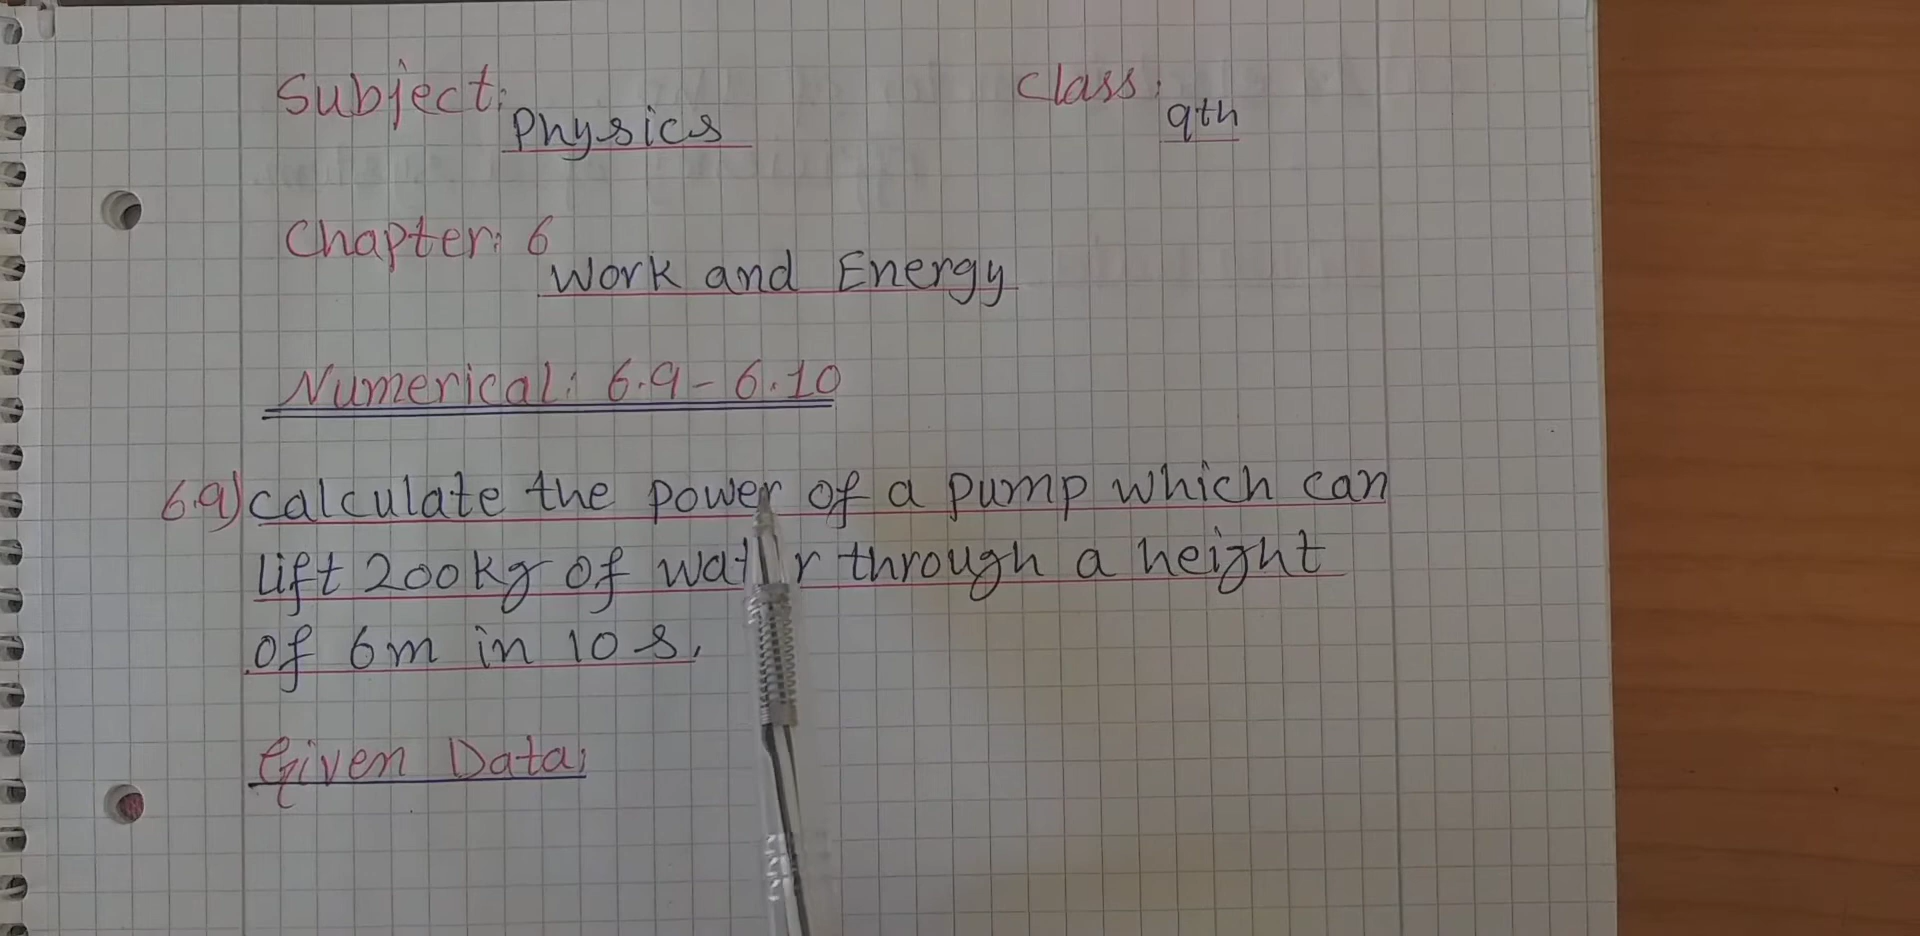 Subject: Physics Class: 9th
Chapter: 6 Work and Energy
Numerical: 6.9 - 6.10
6.9) Calculate the power of a pump which can
lift 200kg of water through a height
of 6m in 10 s.
Given Data: